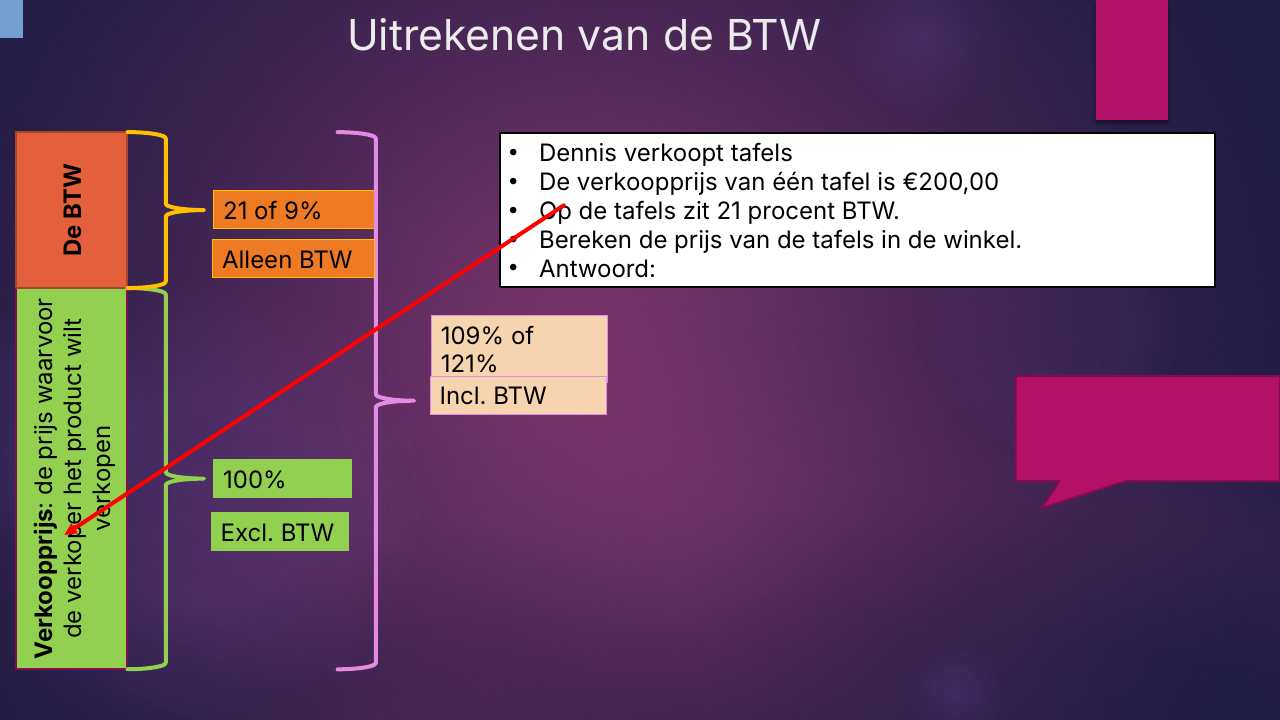 Uitrekenen van de BTW
De BTW
21 of 9%
Alleen BTW
• Dennis verkoopt tafels
• De verkoopprijs van één tafel is €200,00
• Op de tafels zit 21 procent BTW.
• Bereken de prijs van de tafels in de winkel.
• Antwoord:
109% of
121%
Incl. BTW
Verkoopprijs: de prijs waarvoor
de verkoper het product wilt
verkopen
100%
Excl. BTW